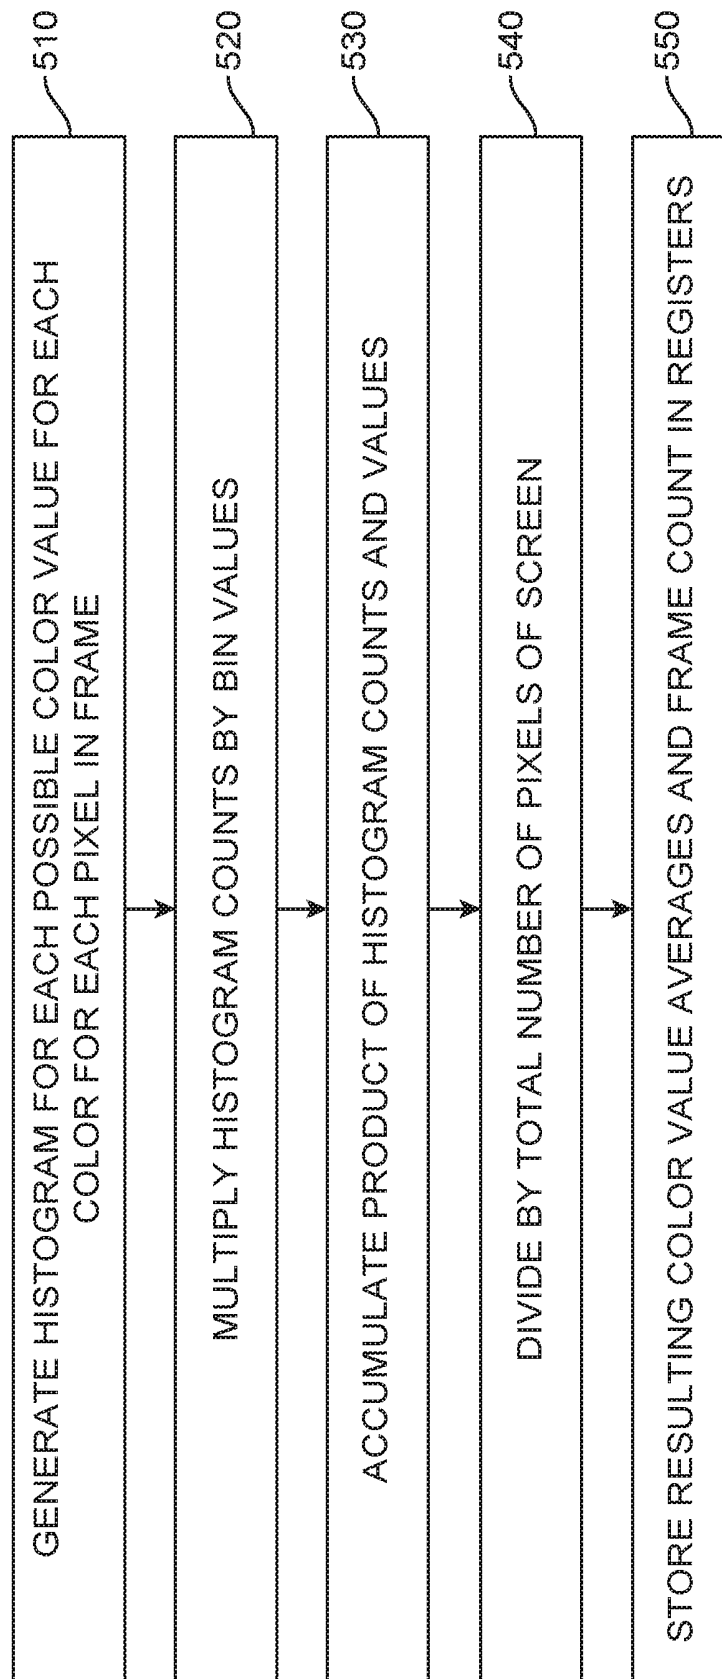 GENERATE HISTOGRAM FOR EACH POSSIBLE COLOR VALUE FOR EACH
COLOR FOR EACH PIXEL IN FRAME
510
MULTIPLY HISTOGRAM COUNTS BY BIN VALUES
520
ACCUMULATE PRODUCT OF HISTOGRAM COUNTS AND VALUES
530
DIVIDE BY TOTAL NUMBER OF PIXELS OF SCREEN
540
STORE RESULTING COLOR VALUE AVERAGES AND FRAME COUNT IN REGISTERS
550